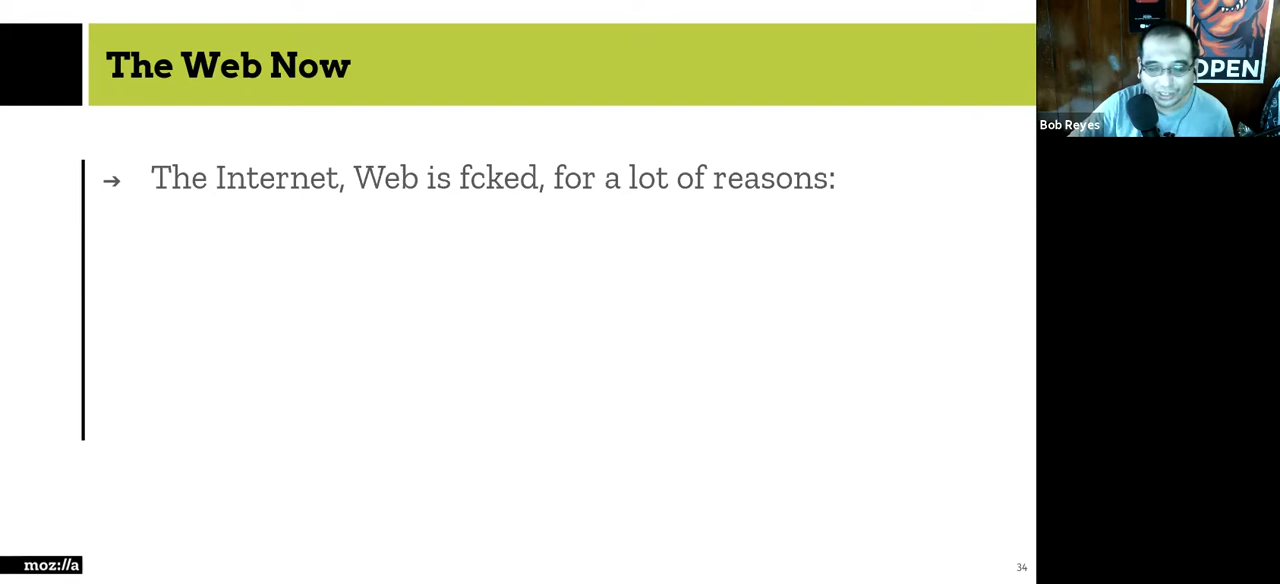 The Web Now
➔ The Internet, Web is fcked, for a lot of reasons:
OPEN
Bob Reyes
moz://a
34